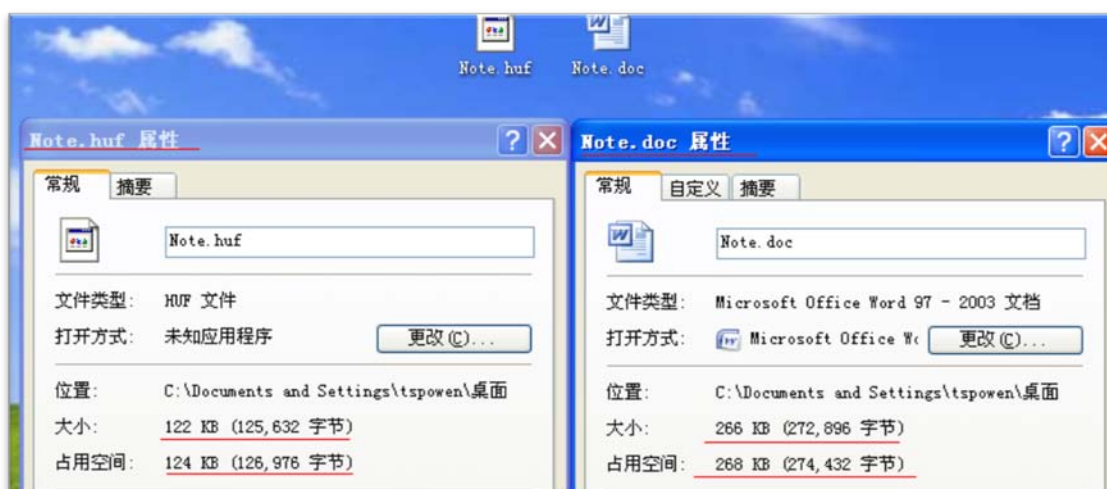 Note.huf
Note.doc
Note.huf 属性
常规
摘要
Note.huf
文件类型: HUF 文件
打开方式: 未知应用程序 更改(C)...
位置: C:\Documents and Settings\tspowen\桌面
大小: 122 KB (125,632 字节)
占用空间: 124 KB (126,976 字节)
Note.doc 属性
常规
自定义
摘要
Note.doc
文件类型: Microsoft Office Word 97 - 2003 文档
打开方式: Microsoft Office 更改(C)...
位置: C:\Documents and Settings\tspowen\桌面
大小: 266 KB (272,896 字节)
占用空间: 268 KB (274,432 字节)